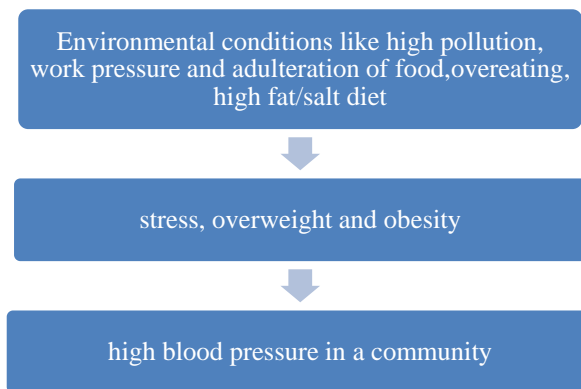 Environmental conditions like high pollution,
work pressure and adulteration of food,overeating,
high fat/salt diet
stress, overweight and obesity
high blood pressure in a community